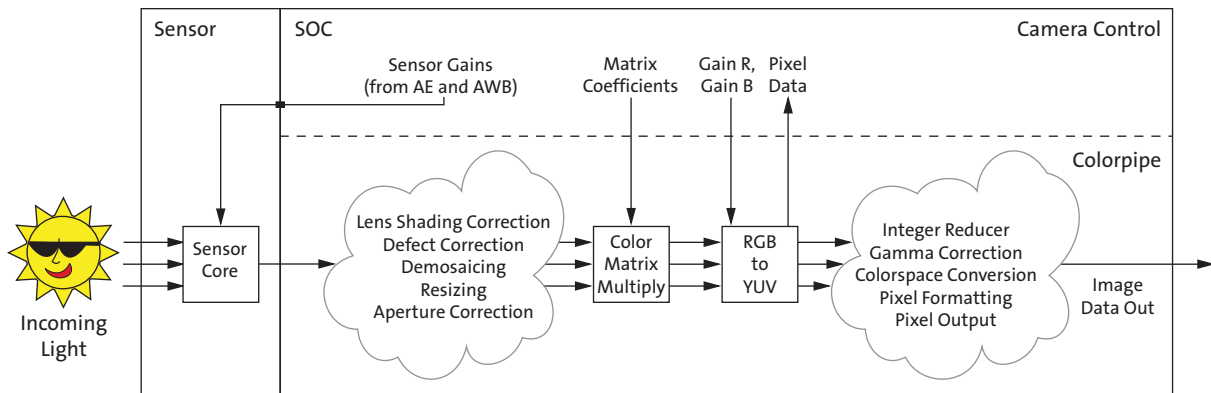 Sensor
SOC
Camera Control
Sensor Gains
(from AE and AWB)
Matrix
Coefficients
Gain R,
Gain B
Pixel
Data
Colorpipe
Incoming
Light
Sensor
Core
Lens Shading Correction
Defect Correction
Demosaicing
Resizing
Aperture Correction
Color
Matrix
Multiply
RGB
to
YUV
Integer Reducer
Gamma Correction
Colorspace Conversion
Pixel Formatting
Pixel Output
Image
Data Out